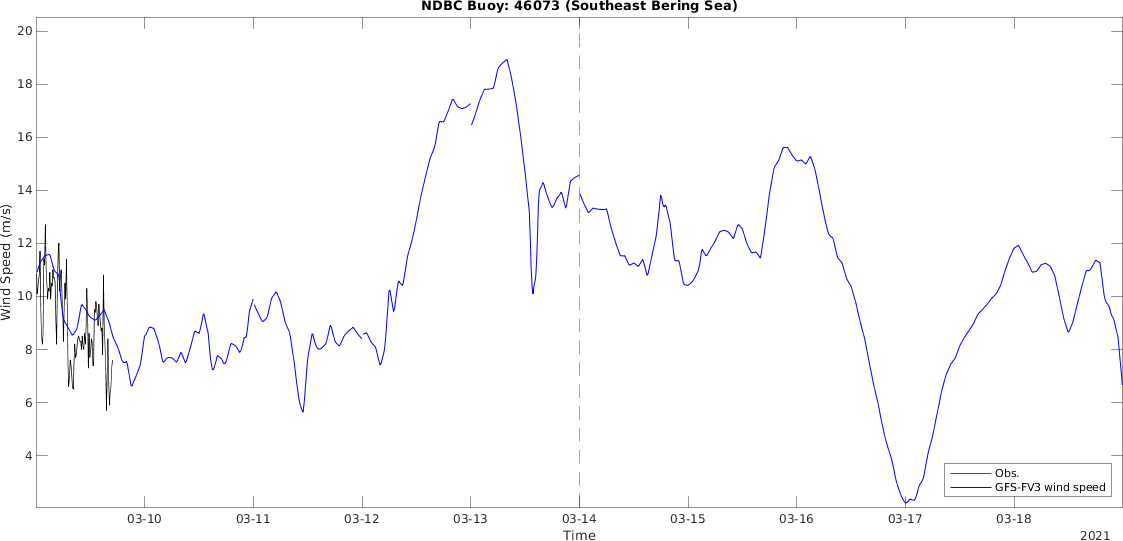 NDBC Buoy: 46073 (Southeast Bering Sea)
20
18
16
14
12
10
8
6
4
Wind Speed (m/s)
Obs.
GFS-FV3 wind speed
03-10 03-11 03-12 03-13 03-14 03-15 03-16 03-17 03-18
Time
2021